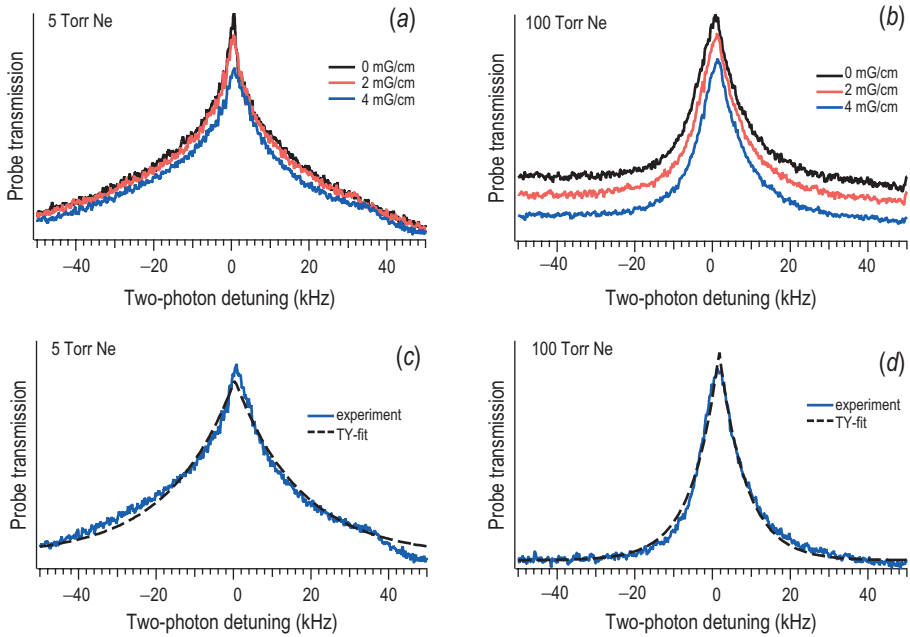 5 Torr Ne
(a)
Probe transmission
0 mG/cm
2 mG/cm
4 mG/cm
–40
–20
0
20
40
Two-photon detuning (kHz)
100 Torr Ne
(b)
Probe transmission
0 mG/cm
2 mG/cm
4 mG/cm
–40
–20
0
20
40
Two-photon detuning (kHz)
5 Torr Ne
(c)
Probe transmission
experiment
TY-fit
–40
–20
0
20
40
Two-photon detuning (kHz)
100 Torr Ne
(d)
Probe transmission
experiment
TY-fit
–40
–20
0
20
40
Two-photon detuning (kHz)